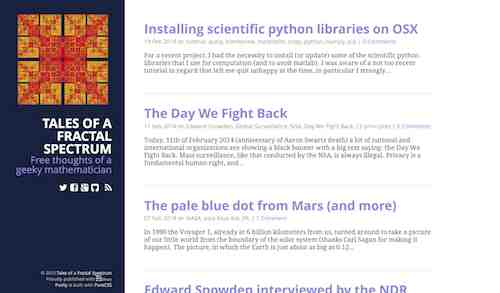 TALES OF A
FRACTAL
SPECTRUM
Free thoughts of a
geeky mathematician
© 2013 Tales of a Fractal Spectrum
Proudly published with
Purity is built with PureCSS
Installing scientific python libraries on OSX
Comments
For a recent project, I had the necessity to install (or update) some of the scientific python
libraries that I use for computation (and to avoid matlab). I was aware of a not too recent
tutorial in regard that left me quit unhappy at the time, in particular I strongly...
The Day We Fight Back
11 Feb, 2014 on Edward Snowden, Global Surveillance, NSA, Day We Fight Back, Comments
Today, 11th of February 2014 (anniversary of Aaron Swartz death) a lot of national and
international organizations are showing a black banner with a big text saying: the Day We
Fight Back. Mass surveillance, like that conducted by the NSA, is always illegal. Privacy is a
fundamental human right, and...
The pale blue dot from Mars (and more)
07 Feb, 2014 on NASA, pale blue dot, 1 Comment
In 1990 the Voyager 1, already at 6 billion kilometers from us, turned around to take a picture
of our little world from the boundary of the solar system (thanks Carl Sagan for making it
happen). The picture, in which the Earth is just about as big as 0.12...
Edward Snowden interviewed by the NDR